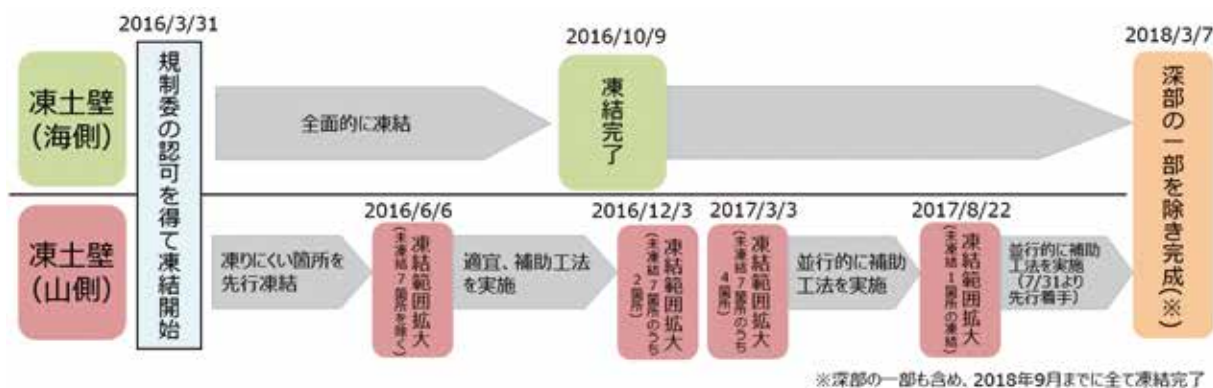 2016/3/31
2016/10/9
2018/3/7
凍土壁
(海側)
規制委の認可を得て凍結開始
全面的に凍結
凍結完了
深部の一部を除き完成(※)
2016/6/6
2016/12/3
2017/3/3
2017/8/22
凍土壁
(山側)
凍りにくい箇所を
先行凍結
凍結範囲拡大
(未凍結7箇所を除く)
適宜、補助工法
を実施
凍結範囲拡大
(未凍結7箇所のうち
2箇所)
凍結範囲拡大
(未凍結7箇所のうち
4箇所)
並行的に補助
工法を実施
凍結範囲拡大
(未凍結1箇所の凍結)
並行的に補助
工法を実施
(7/31より
先行着手)
※深部の一部も含め、2018年9月までに全て凍結完了